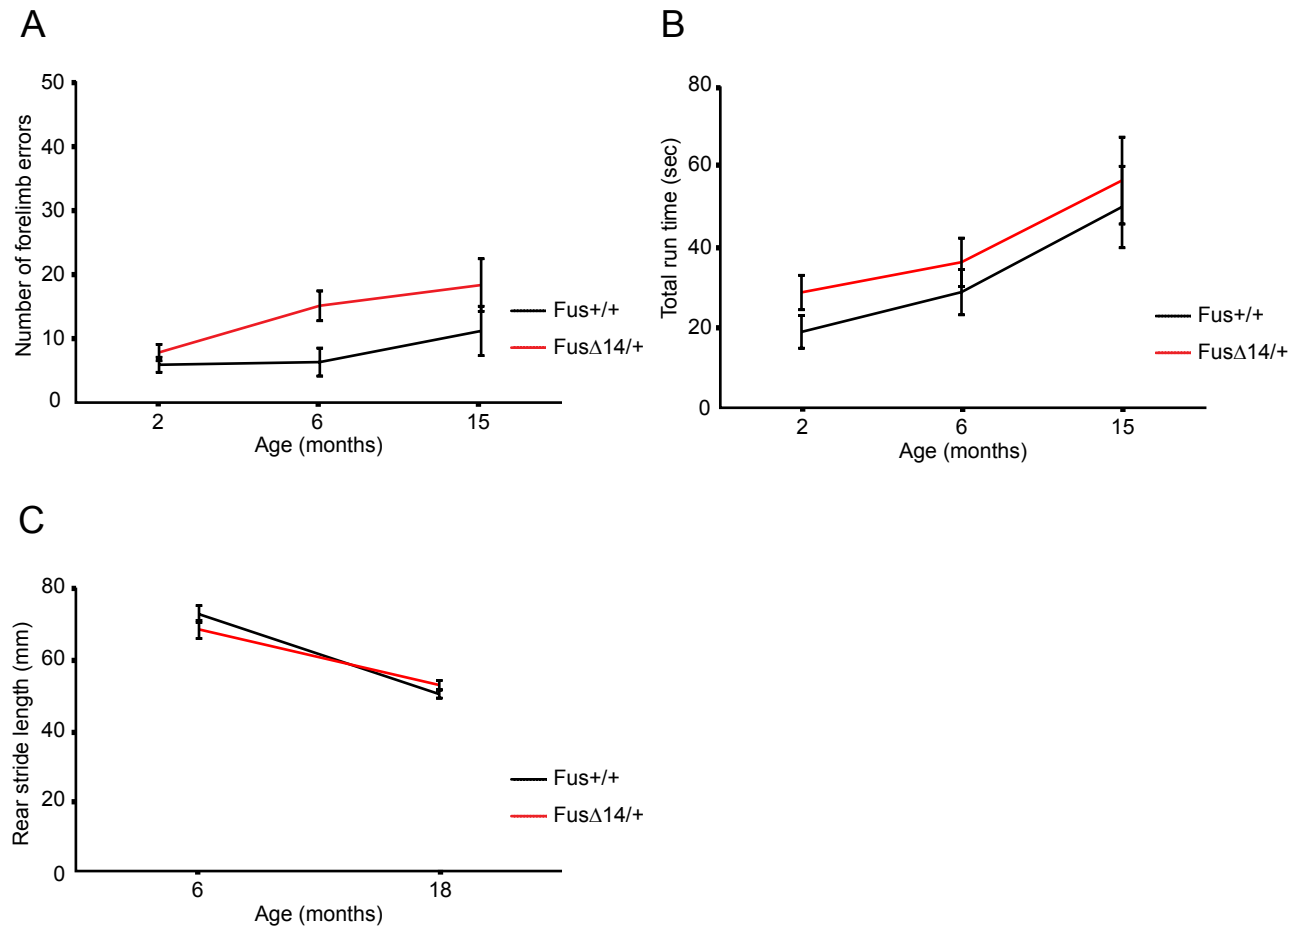 A
50
40
30
20
10
0
Number of forelimb errors
2
6
15
Age (months)
Fus+/+
FusΔ14/+
B
80
60
40
20
0
Total run time (sec)
2
6
15
Age (months)
Fus+/+
FusΔ14/+
C
80
60
40
20
0
Rear stride length (mm)
6
18
Age (months)
Fus+/+
FusΔ14/+